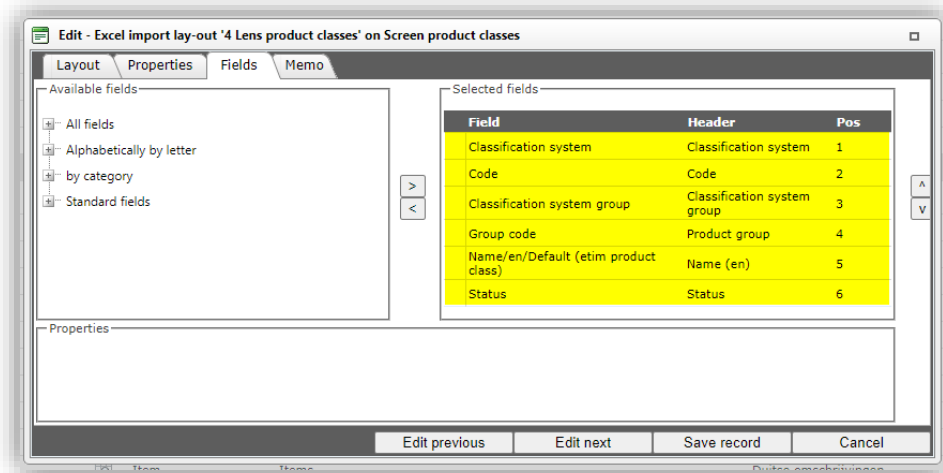 Edit - Excel import lay-out '4 Lens product classes' on Screen product classes
Layout Properties Fields Memo
Available fields
All fields
Alphabetically by letter
by category
Standard fields
>
<
Selected fields
Field Header Pos
Classification system Classification system 1
Code Code 2
Classification system group Classification system group 3
Group code Product group 4
Name/en/Default (etim product class) Name (en) 5
Status Status 6
^
v
Properties
Edit previous Edit next Save record Cancel
Item Items Duitse omschrijvingen